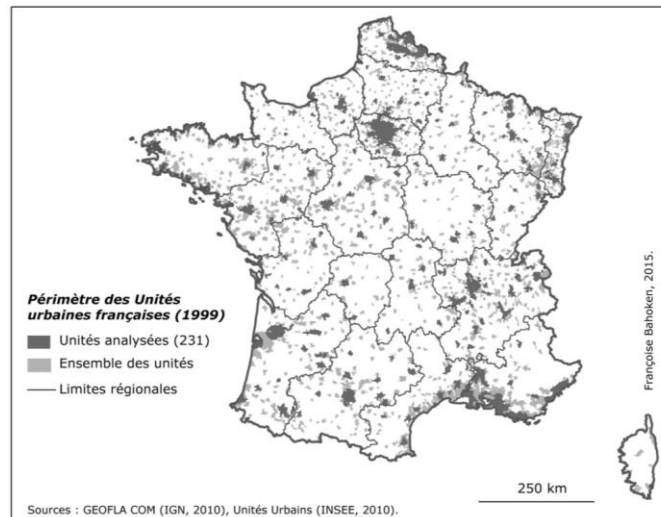 Périmètre des Unités
urbaines françaises (1999)
Unités analysées (231)
Ensemble des unités
Limites régionales
Françoise Bahoken, 2015.
250 km
Sources : GEOFLA COM (IGN, 2010), Unités Urbains (INSEE, 2010).